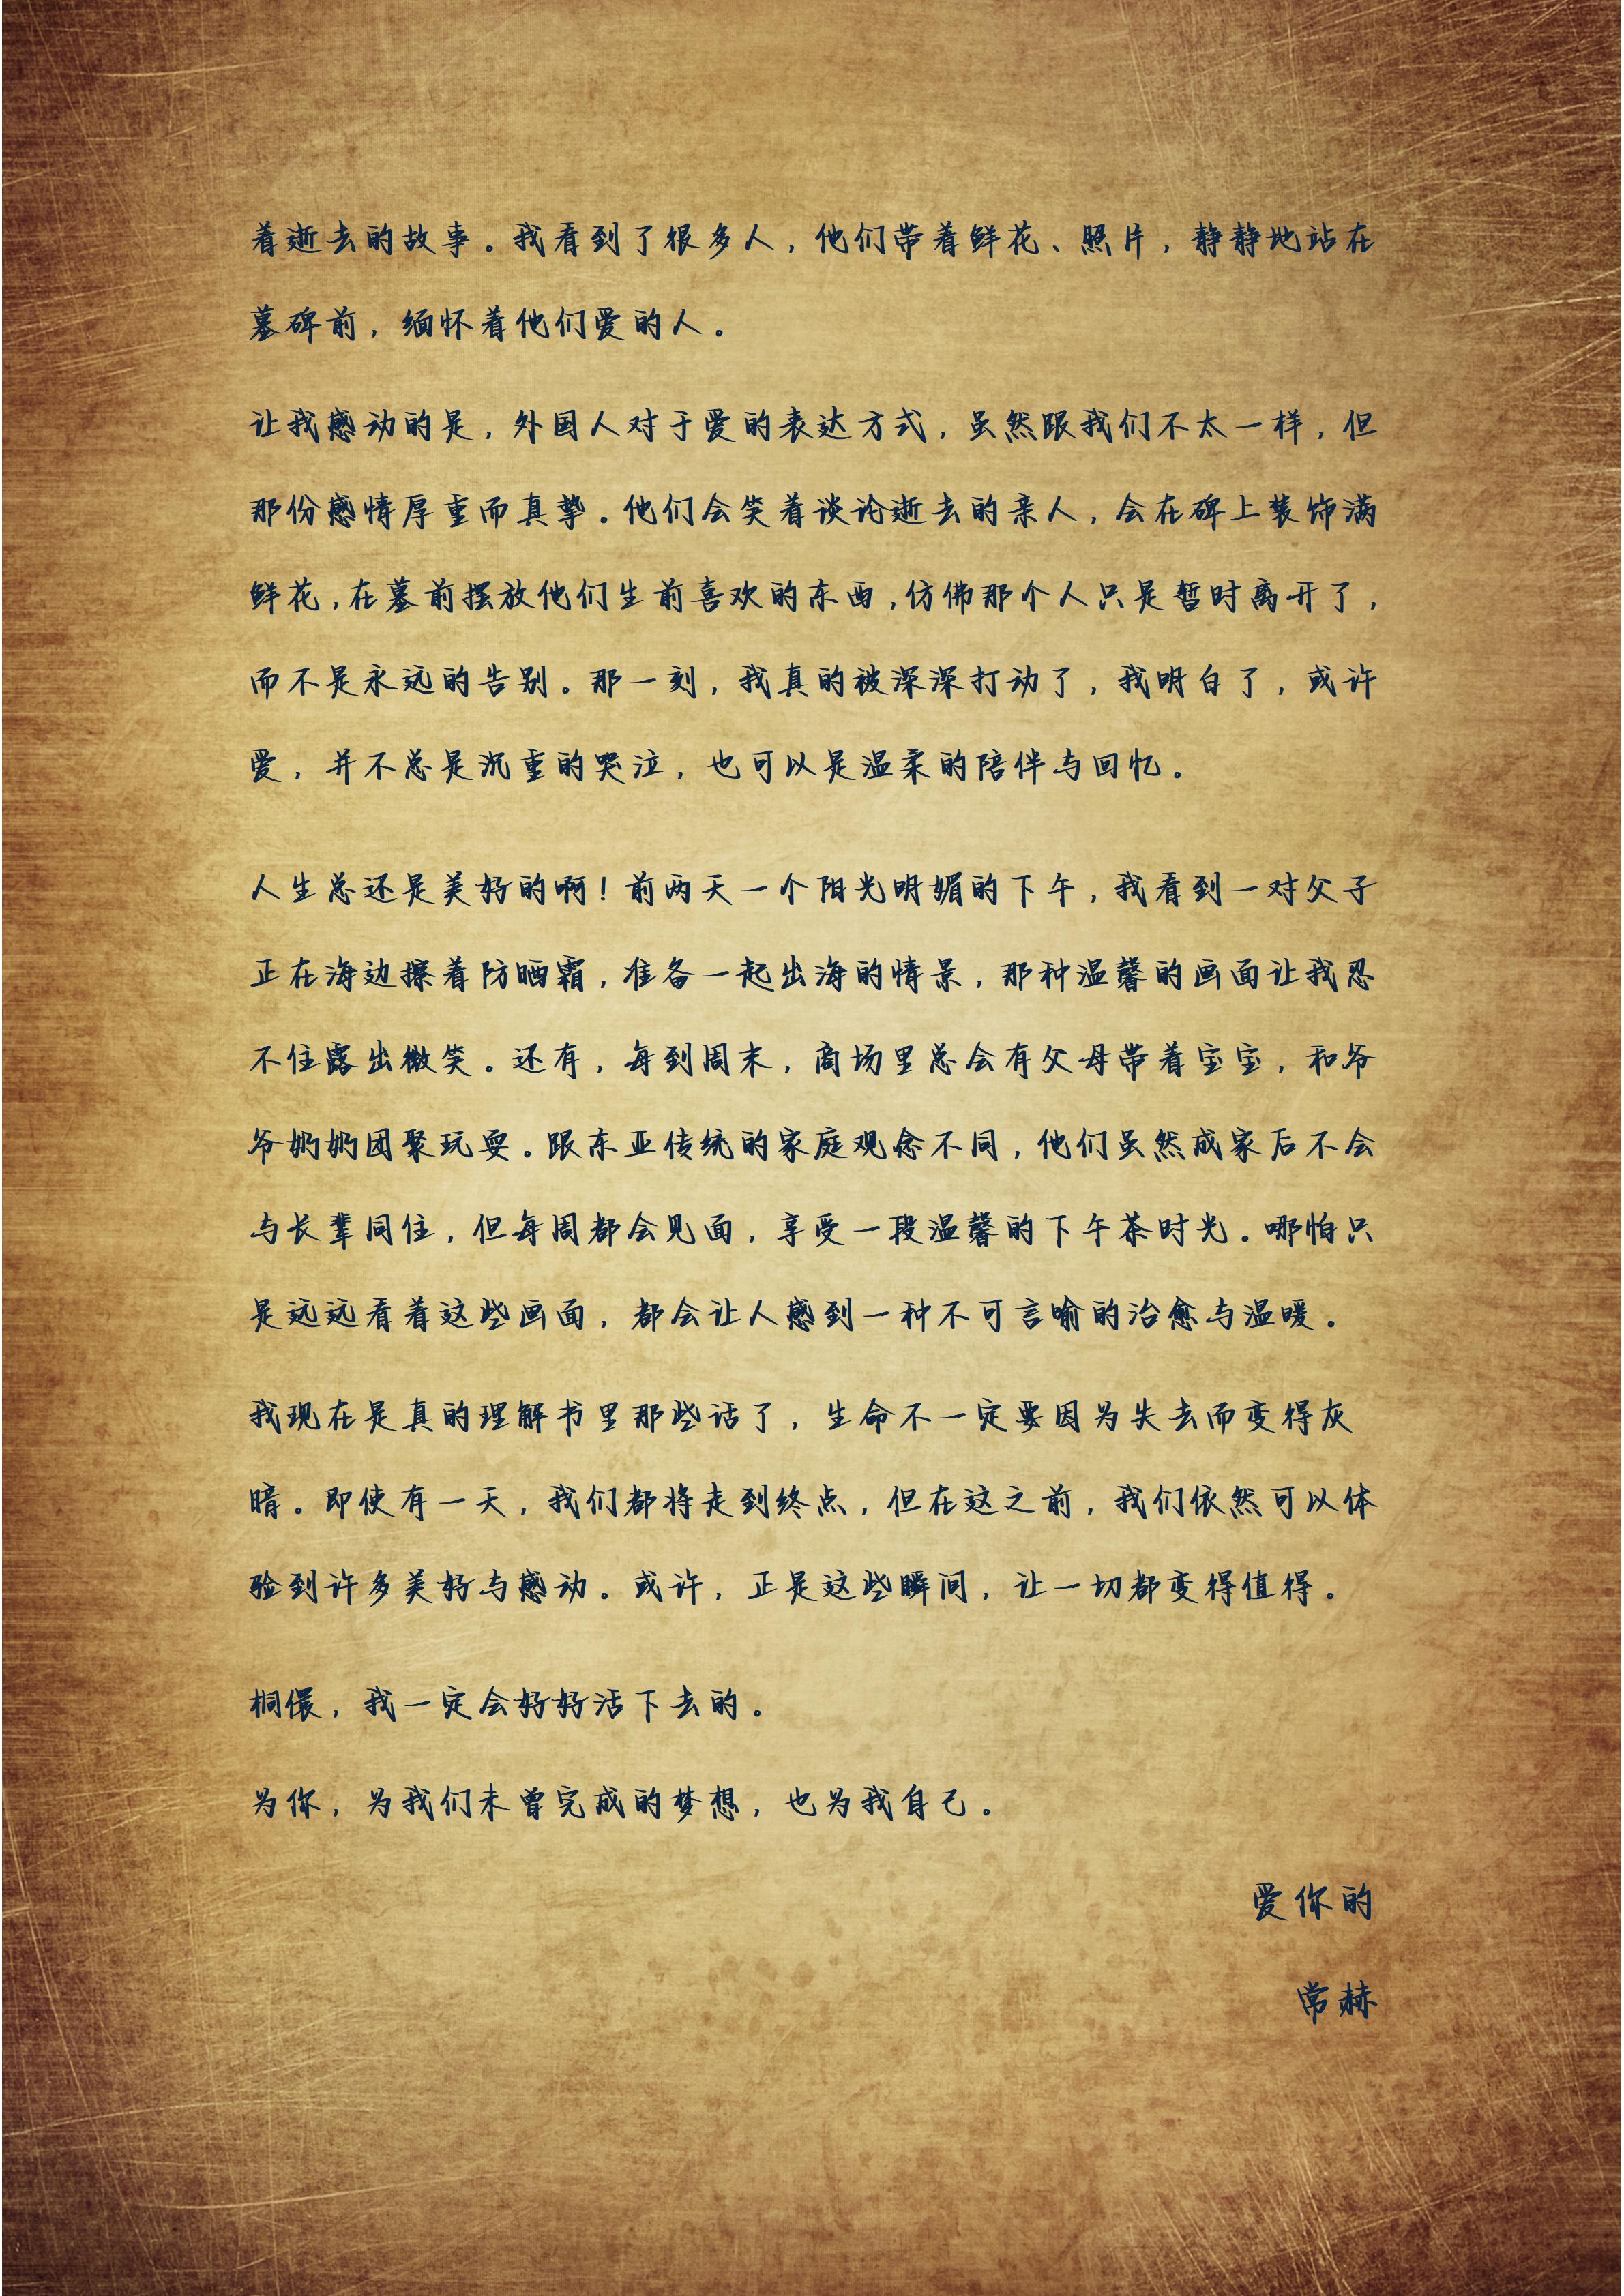 着逝去的故事。我看到了很多人，他们带着鲜花、照片，静静地站在
墓碑前，缅怀着他们爱的人。
让我感动的是，外国人对于爱的表达方式，虽然跟我们不太一样，但
那份感情厚重而真挚。他们会笑着谈论逝去的亲人，会在碑上装饰满
鲜花，在墓前摆放他们生前喜欢的东西，仿佛那个人只是暂时离开了，
而不是永远的告别。那一刻，我真的被深深打动了，我明白了，或许
爱，并不总是沉重的哭泣，也可以是温柔的陪伴与回忆。
人生总还是美好的啊！前两天一个阳光明媚的下午，我看到一对父子
正在海边擦着防晒霜，准备一起出海的情景，那种温馨的画面让我忍
不住露出微笑。还有，每到周末，商场里总会有父母带着宝宝，和爷
爷奶奶团聚玩耍。跟东亚传统的家庭观念不同，他们虽然成家后不会
与长辈同住，但每周都会见面，享受一段温馨的下午茶时光。哪怕只
是远远看着这些画面，都会让人感到一种不可言喻的治愈与温暖。
我现在是真的理解书里那些话了，生命不一定要因为失去而变得灰
暗。即使有一天，我们都将走到终点，但在这之前，我们依然可以体
验到许多美好与感动。或许，正是这些瞬间，让一切都变得值得。
桐儇，我一定会好好活下去的。
为你，为我们未曾完成的梦想，也为我自己。
爱你的
常赫